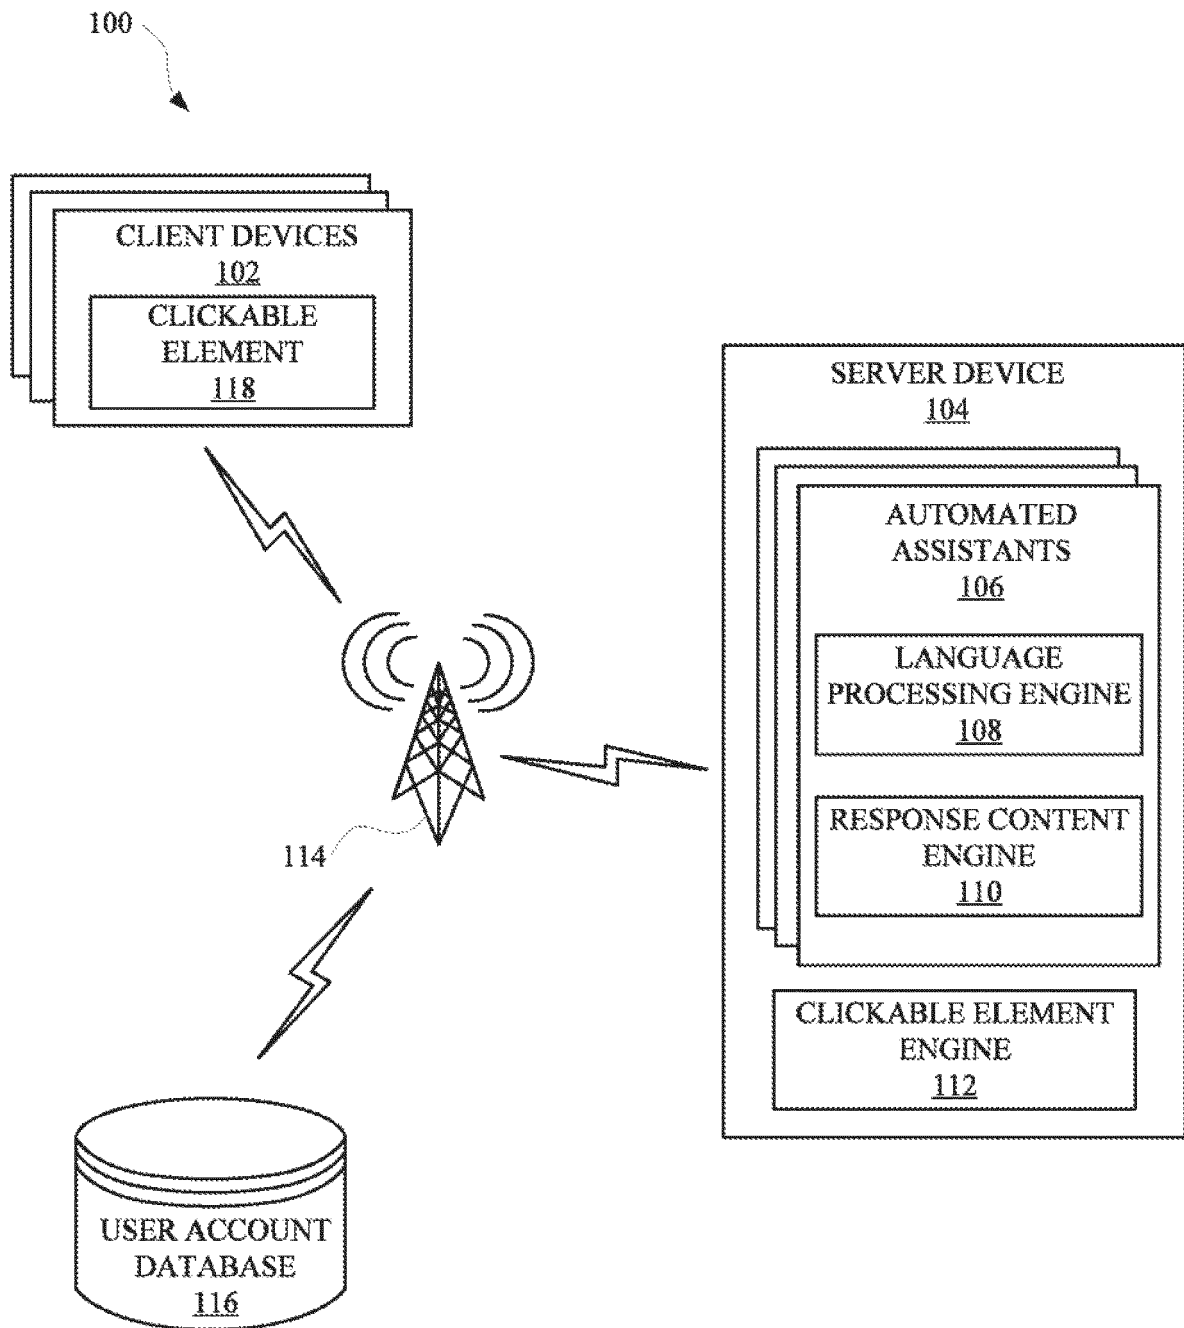 100
CLIENT DEVICES
102
CLICKABLE
ELEMENT
118
SERVER DEVICE
104
AUTOMATED
ASSISTANTS
106
LANGUAGE
PROCESSING ENGINE
108
RESPONSE CONTENT
ENGINE
110
CLICKABLE ELEMENT
ENGINE
112
114
USER ACCOUNT
DATABASE
116